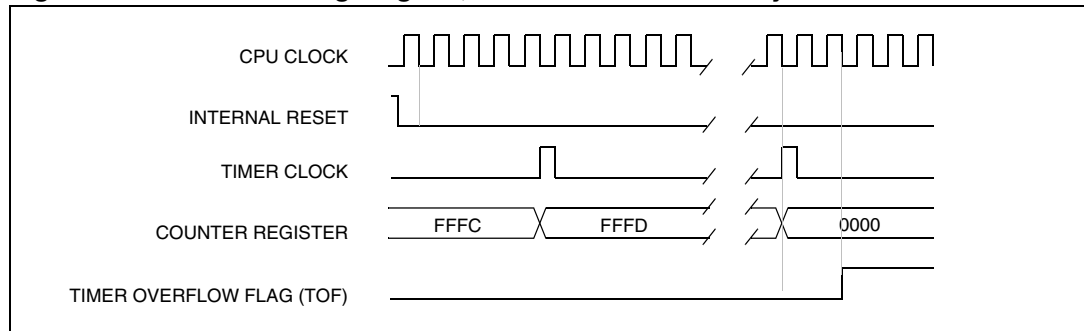 CPU CLOCK
INTERNAL RESET
TIMER CLOCK
FFFC FFFD 0000
COUNTER REGISTER
TIMER OVERFLOW FLAG (TOF)